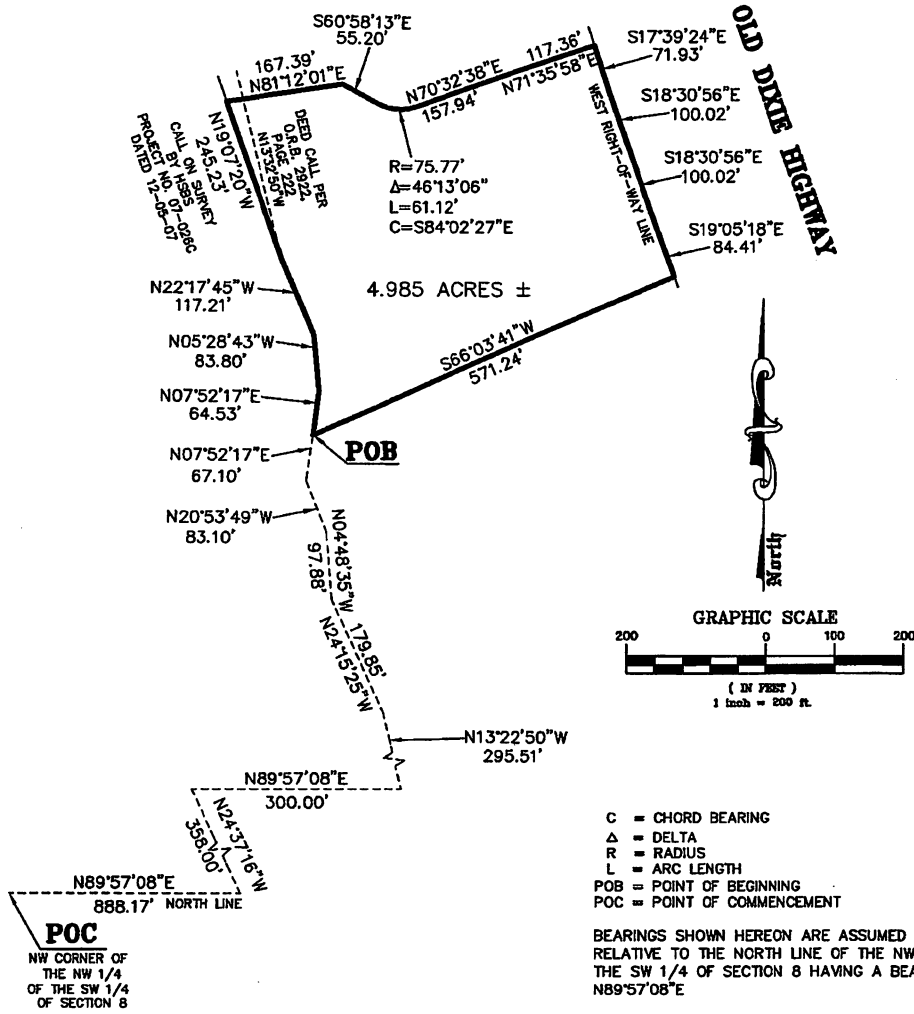 S60°58'13"E
55.20'
167.39'
N81°12'01"E
117.36'
N70°32'38"E
157.94'
N71°35'58"E
S17°39'24"E
71.93'
OLD DIXIE HIGHWAY
S18°30'56"E
100.02'
WEST RIGHT-OF-WAY LINE
S18°30'56"E
100.02'
S19°05'18"E
84.41'
N19°07'20"W
245.23'
CALL ON SURVEY
BY HSBS
PROJECT NO. 07-026C
DATED 12-05-07
DEED CALL PER
O.R.B. 2922,
PAGE 222
N13°32'50"W
R=75.77'
Δ=46°13'06"
L=61.12'
C=S84°02'27"E
4.985 ACRES ±
N22°17'45"W
117.21'
N05°28'43"W
83.80'
S66°03'41"W
571.24'
N07°52'17"E
64.53'
POB
N07°52'17"E
67.10'
N20°53'49"W
83.10'
N04°48'35"W
97.88'
179.85'
N24°15'25"W
N13°22'50"W
295.51'
North
GRAPHIC SCALE
200 0 100 200
( IN FEET )
1 inch = 200 ft.
N89°57'08"E
300.00'
N24°37'16"W
358.00'
N89°57'08"E
888.17' NORTH LINE
POC
NW CORNER OF
THE NW 1/4
OF THE SW 1/4
OF SECTION 8
C = CHORD BEARING
Δ = DELTA
R = RADIUS
L = ARC LENGTH
POB = POINT OF BEGINNING
POC = POINT OF COMMENCEMENT
BEARINGS SHOWN HEREON ARE ASSUMED
RELATIVE TO THE NORTH LINE OF THE NW
THE SW 1/4 OF SECTION 8 HAVING A BEA
N89°57'08"E